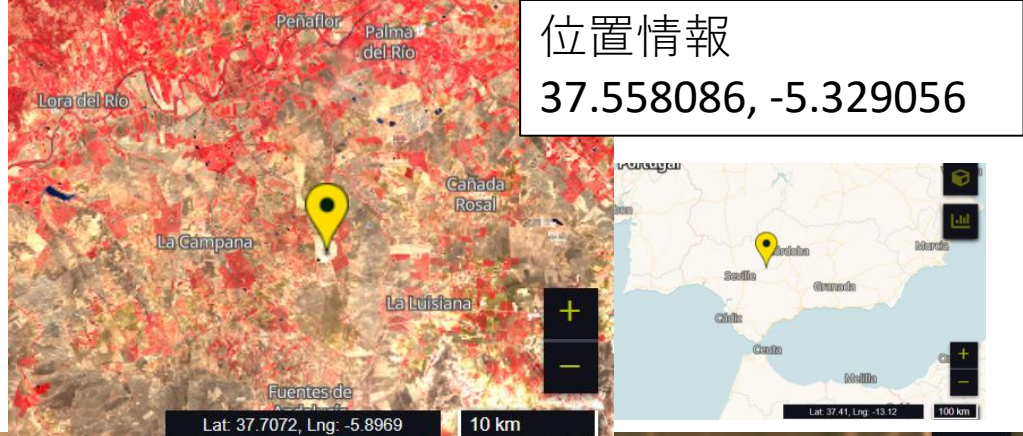 Peñaflor
Palma
del Río
Lora del Río
Cañada
Rosal
La Campana
La Luisiana
Fuentes de
Andalucía
+
−
Lat: 37.7072, Lng: -5.8969
10 km
位置情報
37.558086, -5.329056
Portugal
Córdoba
Murcia
Seville
Granada
Cádiz
Ceuta
Melilla
+
−
Lat: 37.41, Lng: -13.12
100 km